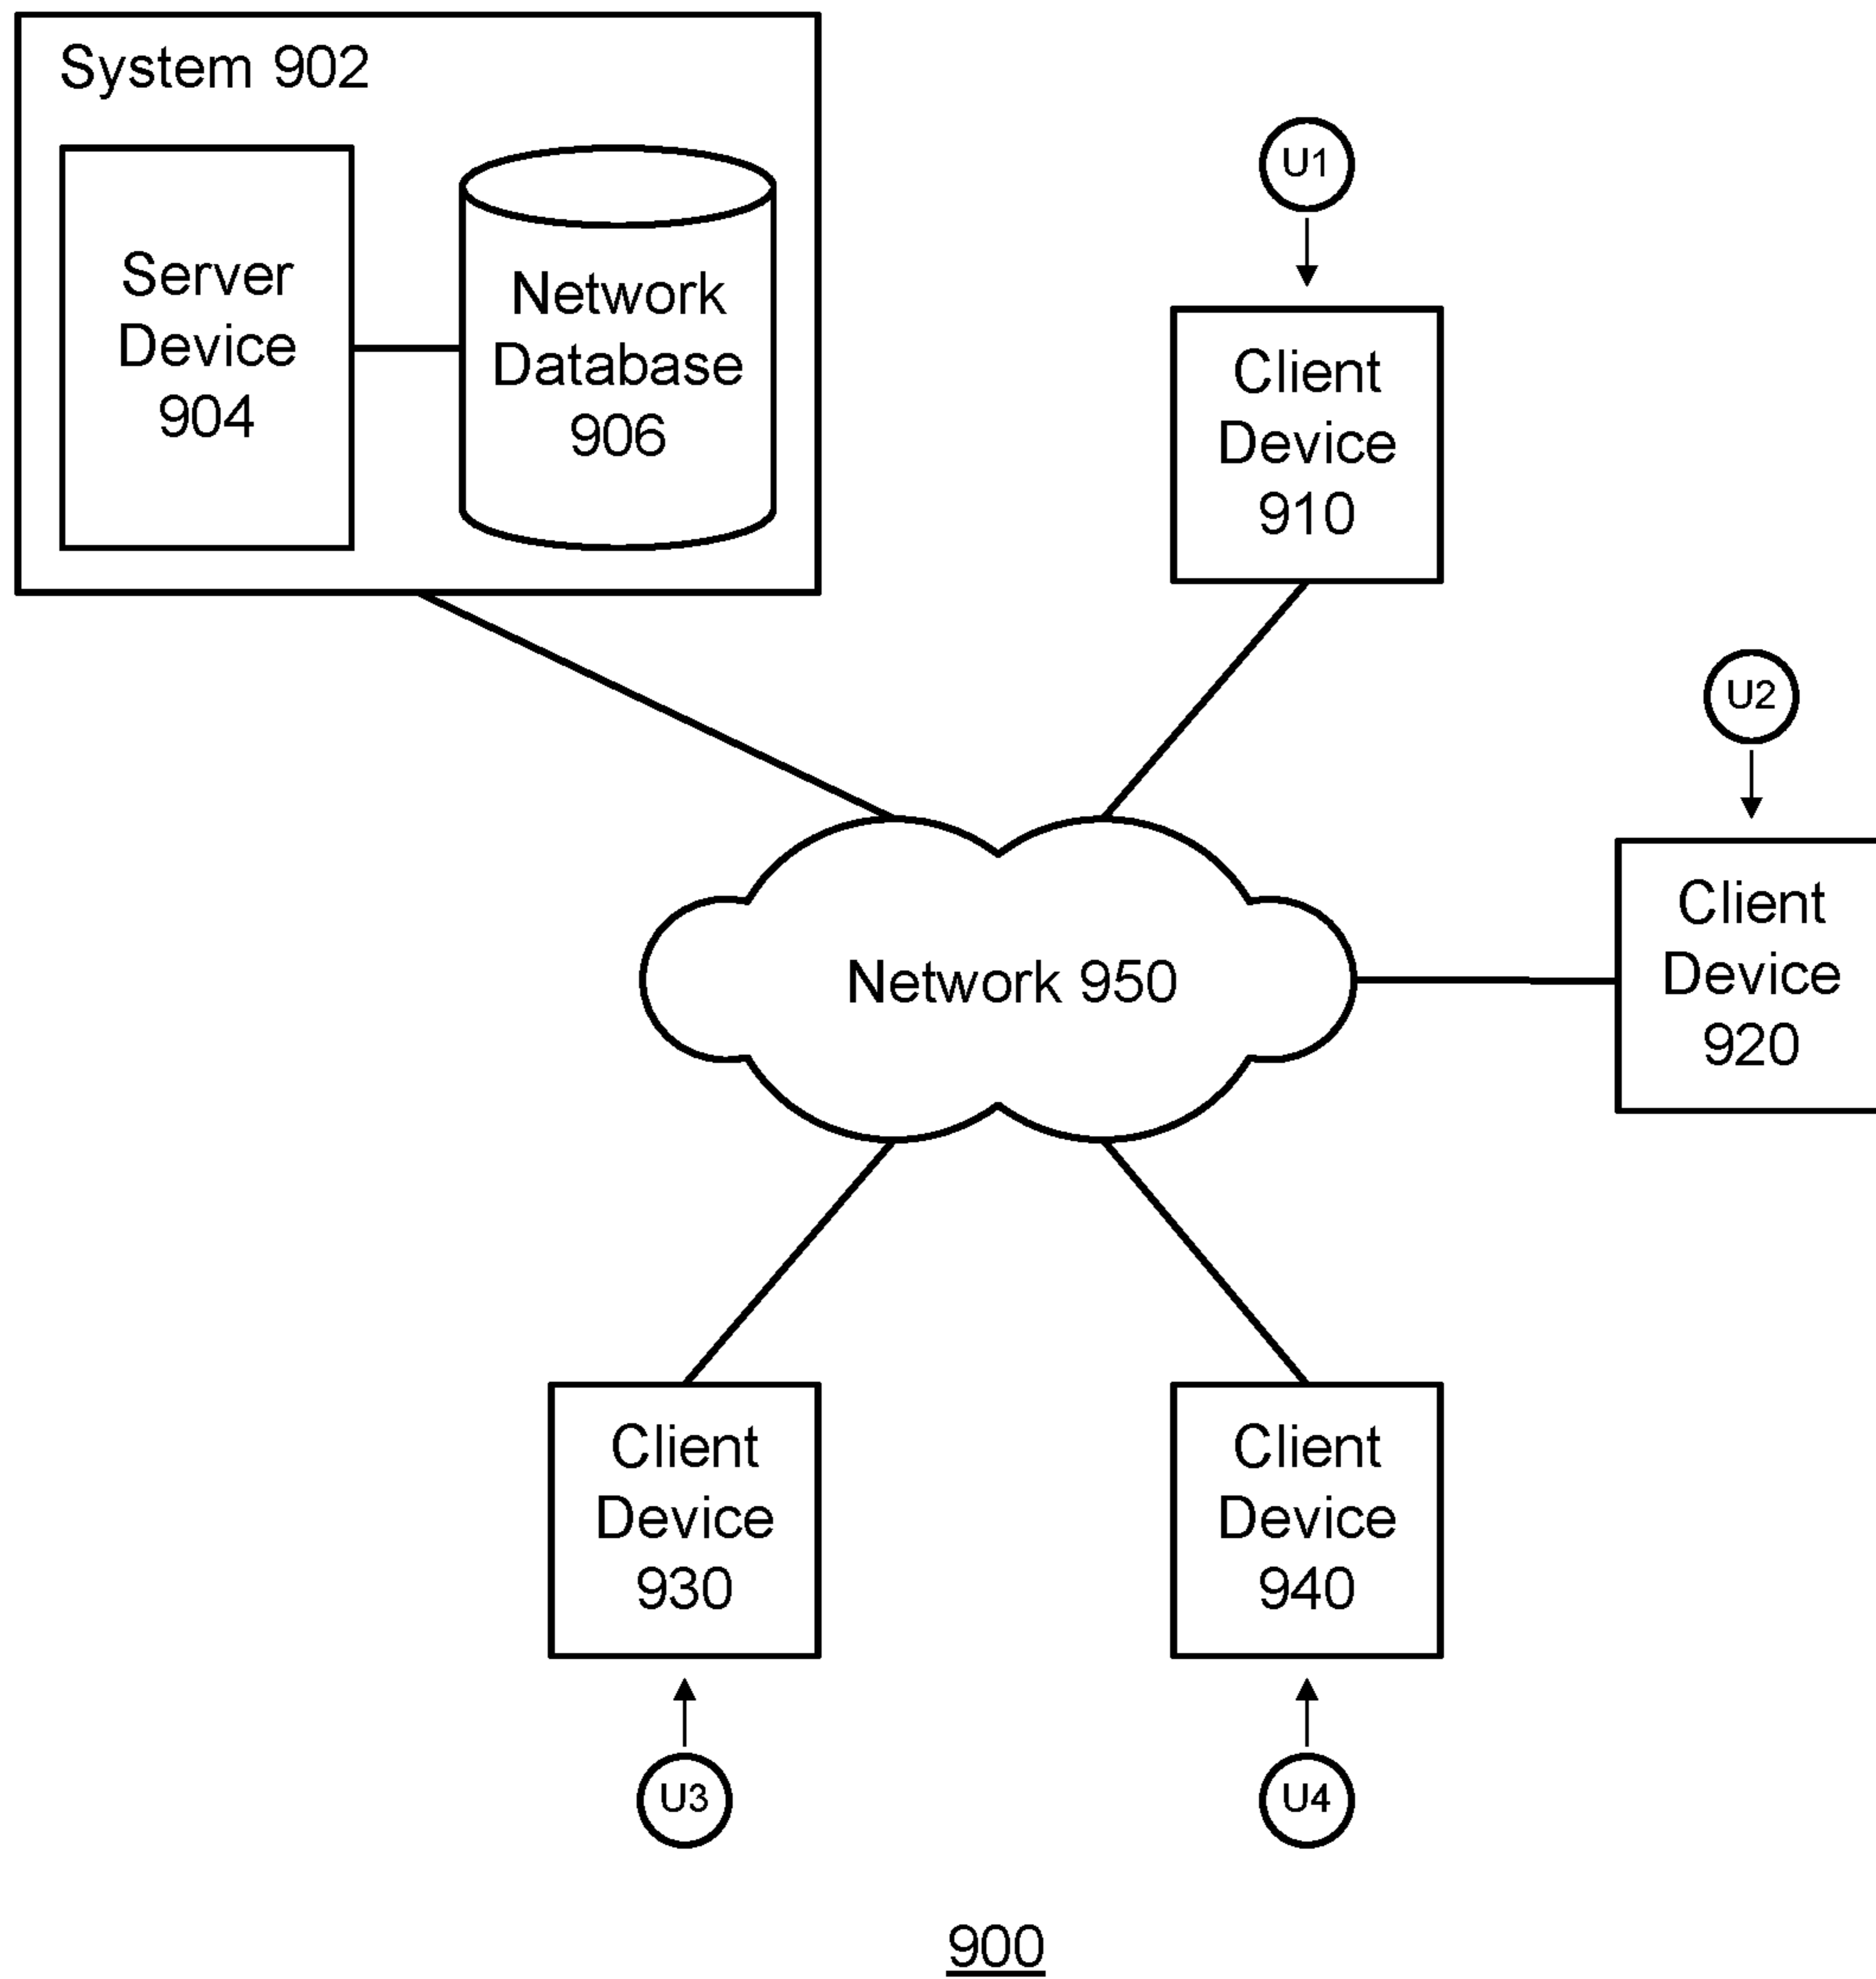 System 902
Server
Device
904
Network
Database
906
U1
Client
Device
910
U2
Client
Device
920
Network 950
Client
Device
930
Client
Device
940
U3
U4
900